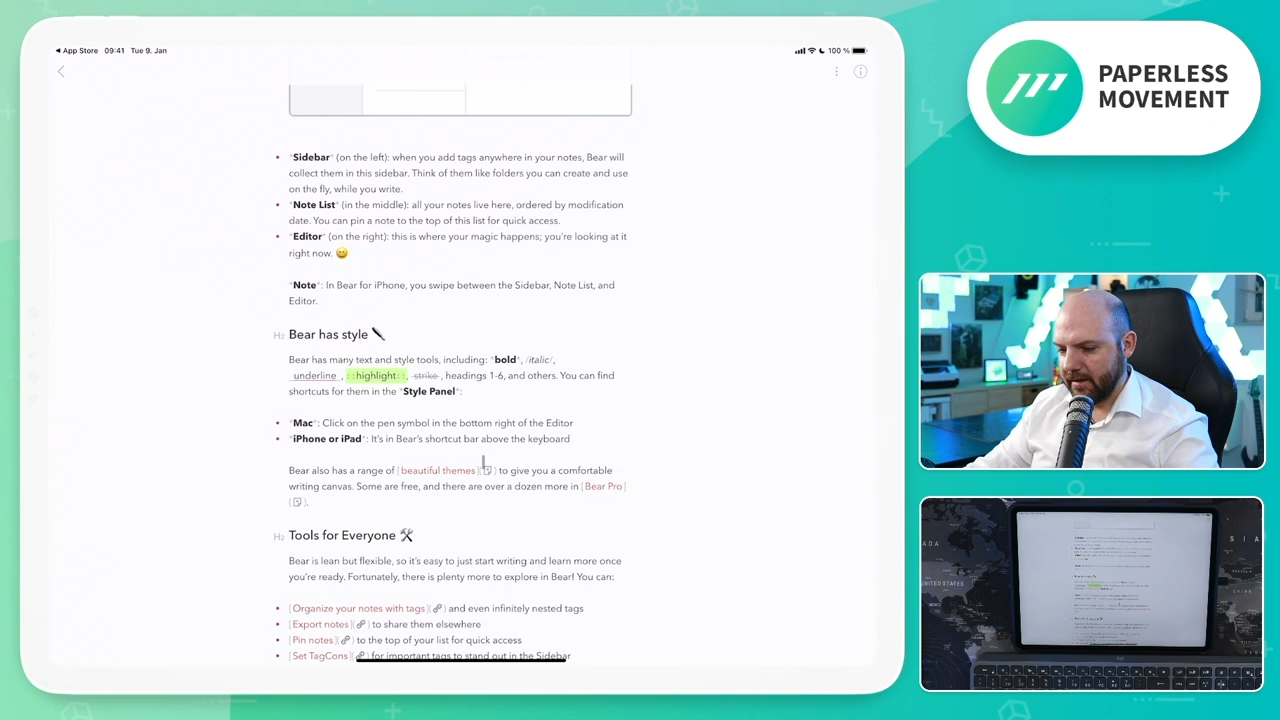 App Store 09:41 Tue 9. Jan
100 %
*Sidebar* (on the left): when you add tags anywhere in your notes, Bear will
collect them in this sidebar. Think of them like folders you can create and use
on the fly, while you write.
*Note List* (in the middle): all your notes live here, ordered by modification
date. You can pin a note to the top of this list for quick access.
*Editor* (on the right): this is where your magic happens; you're looking at it
right now. 😀
*Note*: In Bear for iPhone, you swipe between the Sidebar, Note List, and
Editor.
H2 Bear has style ✒️
Bear has many text and style tools, including: *bold*, /italic/,
_underline_, ::highlight::, -strike-, headings 1-6, and others. You can find
shortcuts for them in the *Style Panel*:
*Mac*: Click on the pen symbol in the bottom right of the Editor
*iPhone or iPad*: It's in Bear's shortcut bar above the keyboard
Bear also has a range of [beautiful themes]( ) to give you a comfortable
writing canvas. Some are free, and there are over a dozen more in [Bear Pro]
( ).
H2 Tools for Everyone 🛠
Bear is lean but flexible, so it's easy to just start writing and learn more once
you're ready. Fortunately, there is plenty more to explore in Bear! You can:
[Organize your notes with tags]( ) and even infinitely nested tags
[Export notes]( ) to share them elsewhere
[Pin notes]( ) to the top of your list for quick access
[Set TagCons]( ) for important tags to stand out in the Sidebar
PAPERLESS
MOVEMENT
UNITED STATES